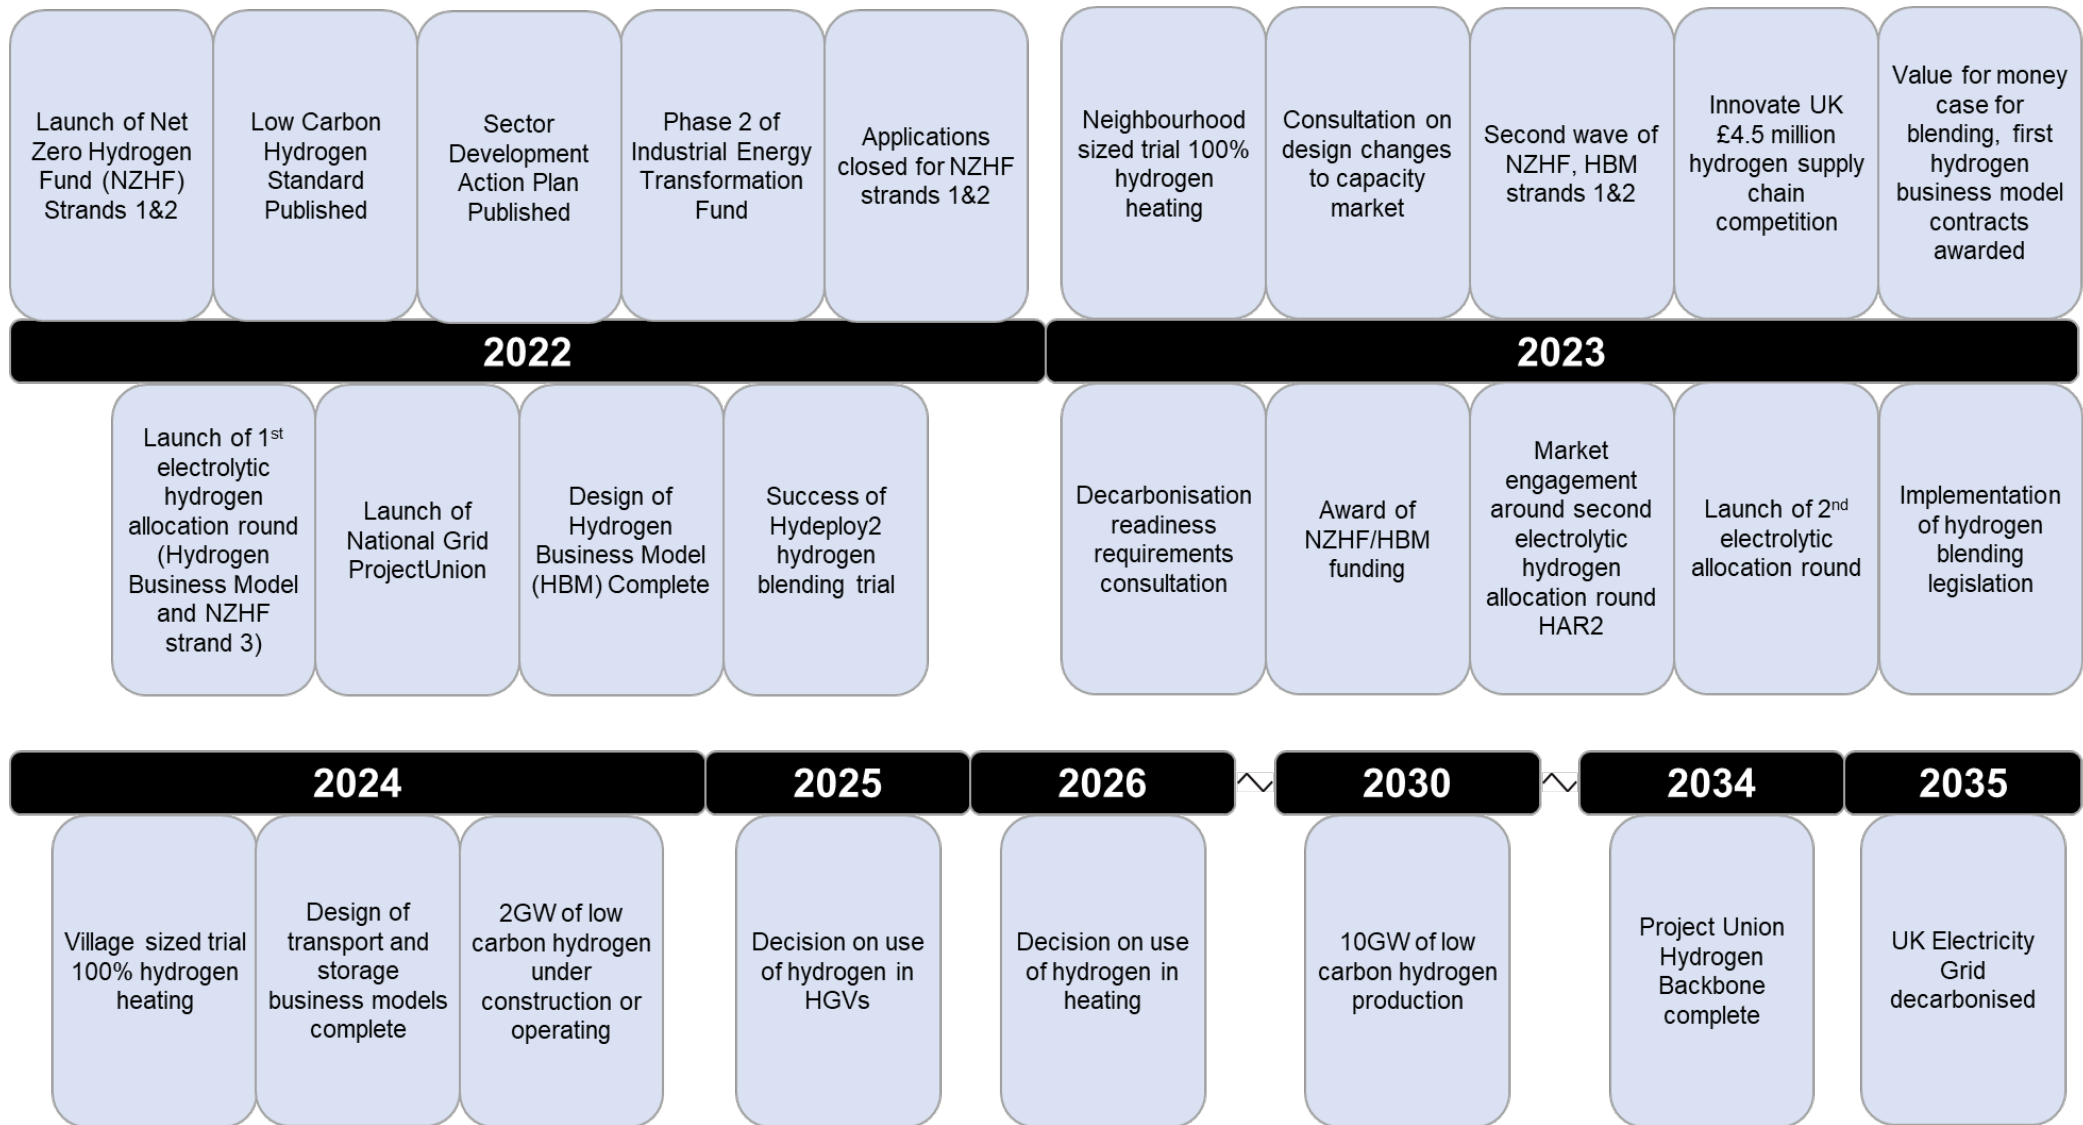 Launch of Net
Zero Hydrogen
Fund (NZHF)
Strands 1&2
Low Carbon
Hydrogen
Standard
Published
Sector
Development
Action Plan
Published
Phase 2 of
Industrial Energy
Transformation
Fund
Applications
closed for NZHF
strands 1&2
Neighbourhood
sized trial 100%
hydrogen
heating
Consultation on
design changes
to capacity
market
Second wave of
NZHF, HBM
strands 1&2
Innovate UK
£4.5 million
hydrogen supply
chain
competition
Value for money
case for
blending, first
hydrogen
business model
contracts
awarded
2022
2023
Launch of 1st
electrolytic
hydrogen
allocation round
(Hydrogen
Business Model
and NZHF
strand 3)
Launch of
National Grid
ProjectUnion
Design of
Hydrogen
Business Model
(HBM) Complete
Success of
Hydeploy2
hydrogen
blending trial
Decarbonisation
readiness
requirements
consultation
Award of
NZHF/HBM
funding
Market
engagement
around second
electrolytic
hydrogen
allocation round
HAR2
Launch of 2nd
electrolytic
allocation round
Implementation
of hydrogen
blending
legislation
2024
2025
2026
2030
2034
2035
Village sized trial
100% hydrogen
heating
Design of
transport and
storage
business models
complete
2GW of low
carbon hydrogen
under
construction or
operating
Decision on use
of hydrogen in
HGVs
Decision on use
of hydrogen in
heating
10GW of low
carbon hydrogen
production
Project Union
Hydrogen
Backbone
complete
UK Electricity
Grid
decarbonised